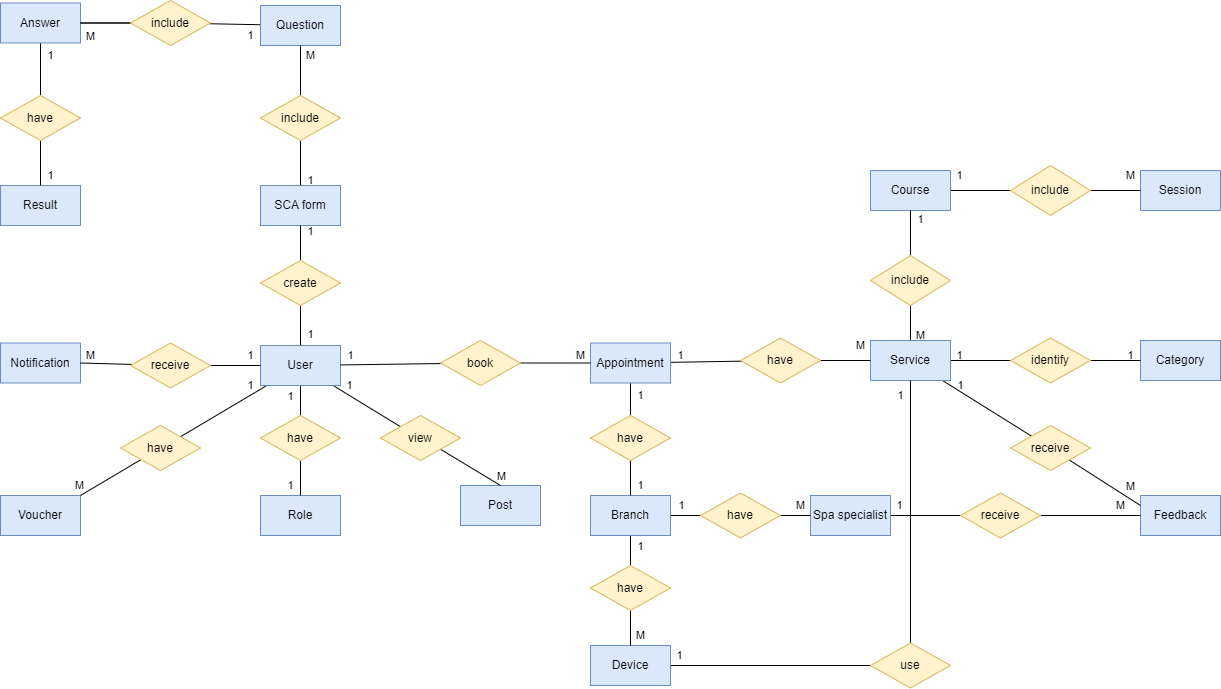 Answer
M
include
1
Question
1
have
1
Result
M
include
1
SCA form
1
create
1
Notification
M
receive
1
User
1
book
M
Appointment
1
have
M
Service
1
identify
1
Category
Course
1
include
M
Session
1
include
M
1
have
M
Voucher
1
have
1
Role
1
view
M
Post
1
have
1
Branch
1
have
M
Spa specialist
1
receive
M
Feedback
1
receive
M
1
have
M
Device
1
use
1